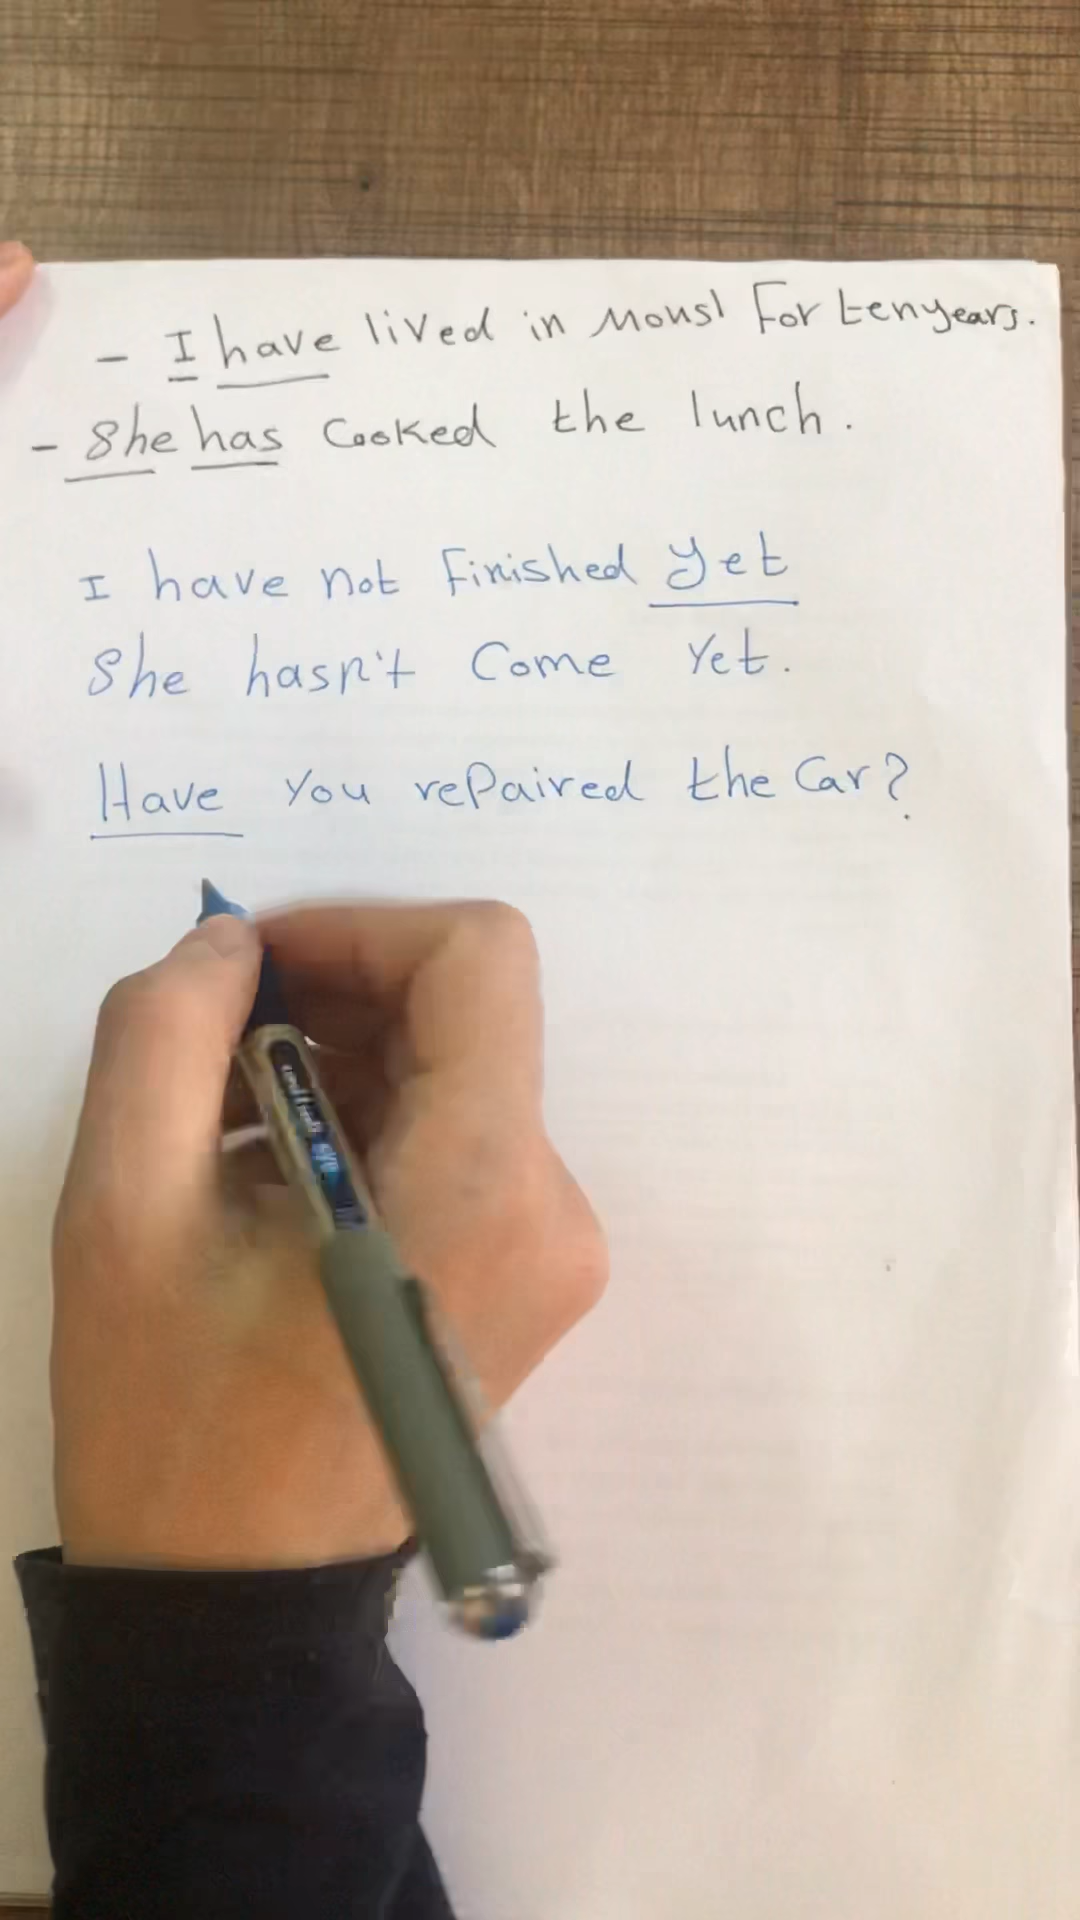 - I have lived in Mousl For ten years.
- She has Cooked the lunch.
I have not Finished yet
She hasn't Come Yet.
Have You rePaired the Car?